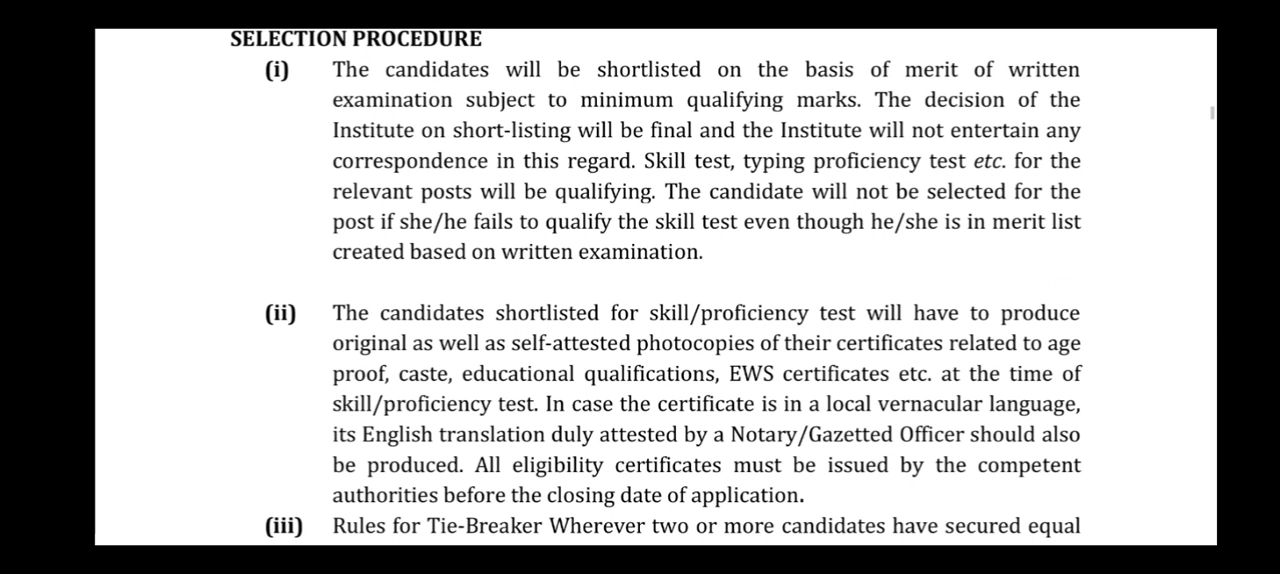 SELECTION PROCEDURE
(i) The candidates will be shortlisted on the basis of merit of written
examination subject to minimum qualifying marks. The decision of the
Institute on short-listing will be final and the Institute will not entertain any
correspondence in this regard. Skill test, typing proficiency test etc. for the
relevant posts will be qualifying. The candidate will not be selected for the
post if she/he fails to qualify the skill test even though he/she is in merit list
created based on written examination.
(ii) The candidates shortlisted for skill/proficiency test will have to produce
original as well as self-attested photocopies of their certificates related to age
proof, caste, educational qualifications, EWS certificates etc. at the time of
skill/proficiency test. In case the certificate is in a local vernacular language,
its English translation duly attested by a Notary/Gazetted Officer should also
be produced. All eligibility certificates must be issued by the competent
authorities before the closing date of application.
(iii) Rules for Tie-Breaker Wherever two or more candidates have secured equal